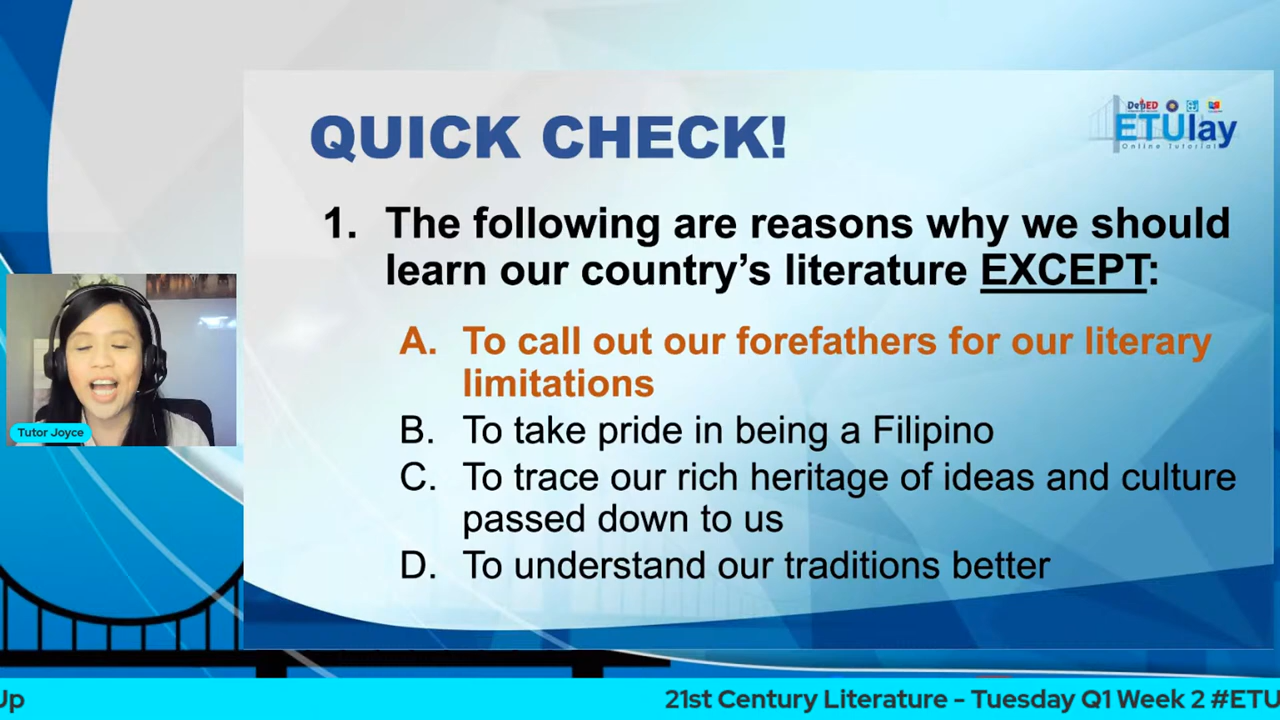 DepED
ETUlay
Online Tutorial
QUICK CHECK!
1. The following are reasons why we should
learn our country’s literature EXCEPT:
A. To call out our forefathers for our literary
limitations
B. To take pride in being a Filipino
C. To trace our rich heritage of ideas and culture
passed down to us
D. To understand our traditions better
Tutor Joyce
Up
21st Century Literature - Tuesday Q1 Week 2 #ETU